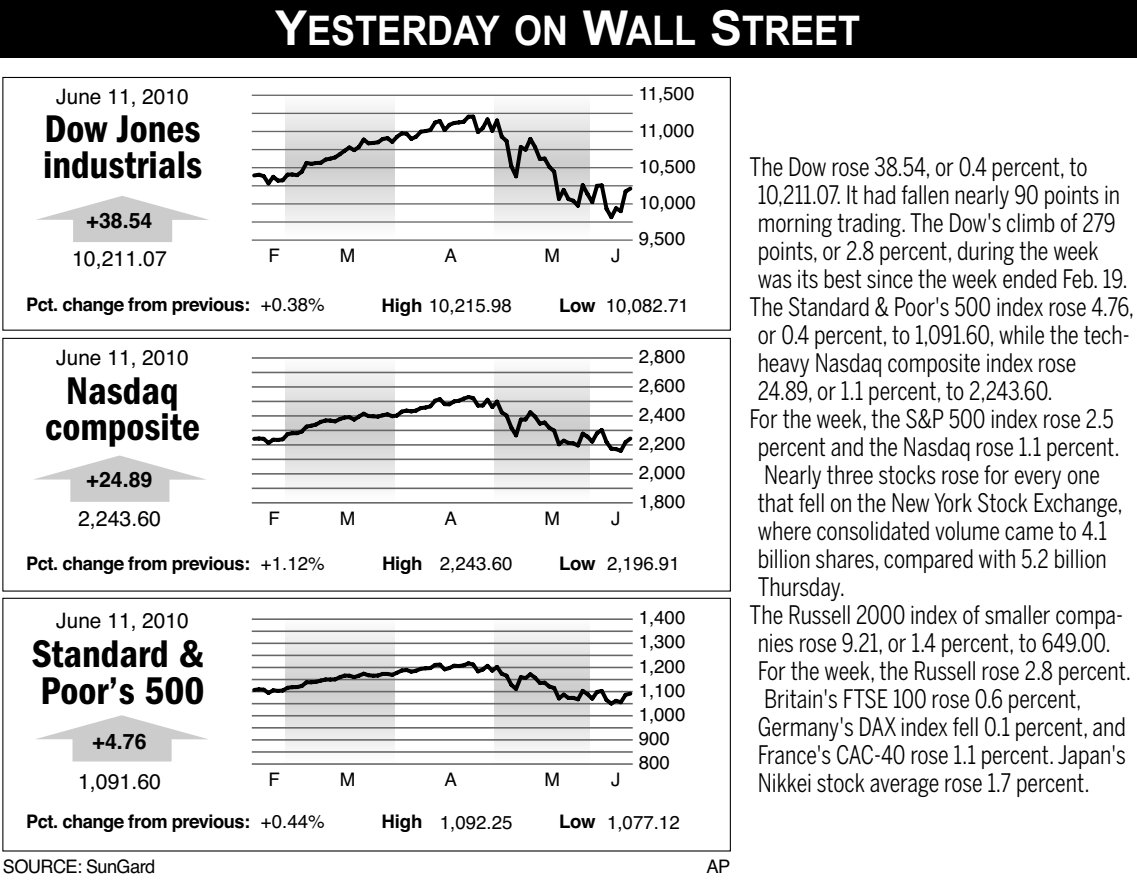 YESTERDAY ON WALL STREET
June 11, 2010
Dow Jones
industrials
+38.54
10,211.07
11,500
11,000
10,500
10,000
9,500
F M A M J
Pct. change from previous: +0.38% High 10,215.98 Low 10,082.71
June 11, 2010
Nasdaq
composite
+24.89
2,243.60
2,800
2,600
2,400
2,200
2,000
1,800
F M A M J
Pct. change from previous: +1.12% High 2,243.60 Low 2,196.91
June 11, 2010
Standard &
Poor's 500
+4.76
1,091.60
1,400
1,300
1,200
1,100
1,000
900
800
F M A M J
Pct. change from previous: +0.44% High 1,092.25 Low 1,077.12
SOURCE: SunGard AP
The Dow rose 38.54, or 0.4 percent, to
10,211.07. It had fallen nearly 90 points in
morning trading. The Dow's climb of 279
points, or 2.8 percent, during the week
was its best since the week ended Feb. 19.
The Standard & Poor's 500 index rose 4.76,
or 0.4 percent, to 1,091.60, while the tech-
heavy Nasdaq composite index rose
24.89, or 1.1 percent, to 2,243.60.
For the week, the S&P 500 index rose 2.5
percent and the Nasdaq rose 1.1 percent.
Nearly three stocks rose for every one
that fell on the New York Stock Exchange,
where consolidated volume came to 4.1
billion shares, compared with 5.2 billion
Thursday.
The Russell 2000 index of smaller compa-
nies rose 9.21, or 1.4 percent, to 649.00.
For the week, the Russell rose 2.8 percent.
Britain's FTSE 100 rose 0.6 percent,
Germany's DAX index fell 0.1 percent, and
France's CAC-40 rose 1.1 percent. Japan's
Nikkei stock average rose 1.7 percent.